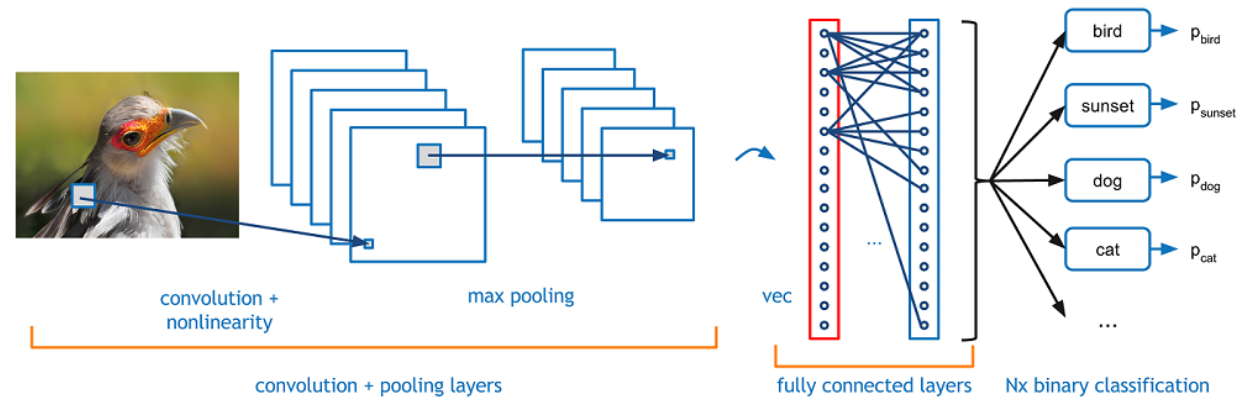 bird
p_bird
sunset
p_sunset
dog
p_dog
cat
p_cat
...
...
convolution +
nonlinearity
max pooling
vec
convolution + pooling layers
fully connected layers
Nx binary classification